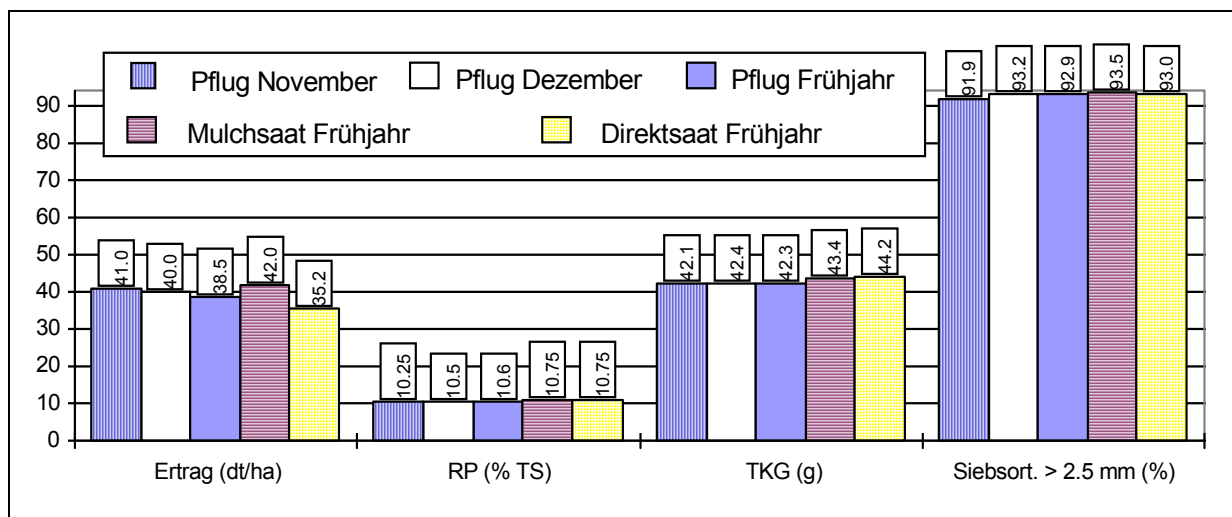 Pflug November Pflug Dezember Pflug Frühjahr
Mulchsaat Frühjahr Direktsaat Frühjahr
90
80
70
60
50
40
30
20
10
0
41.0 40.0 38.5 42.0 35.2
10.25 10.5 10.6 10.75 10.75
42.1 42.4 42.3 43.4 44.2
91.9 93.2 92.9 93.5 93.0
Ertrag (dt/ha) RP (% TS) TKG (g) Siebsort. > 2.5 mm (%)